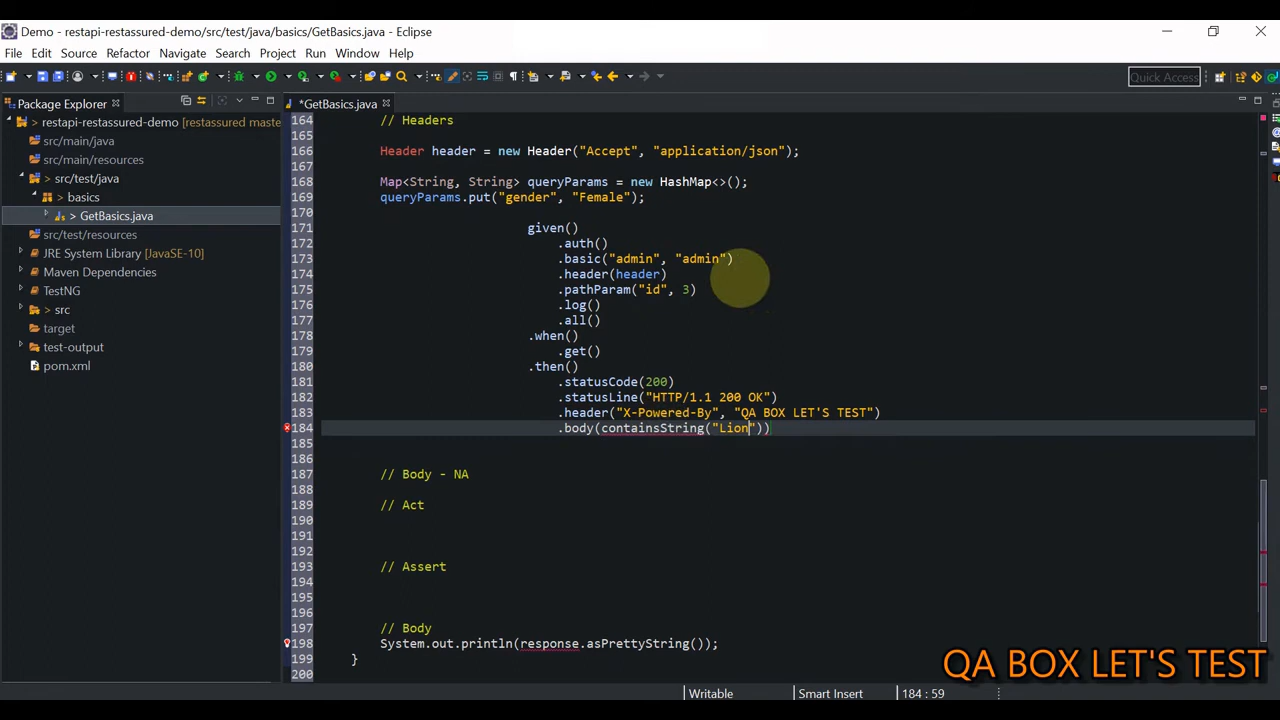 Demo - restapi-restassured-demo/src/test/java/basics/GetBasics.java - Eclipse
File Edit Source Refactor Navigate Search Project Run Window Help
Quick Access
Package Explorer
*GetBasics.java
> restapi-restassured-demo [restassured maste
src/main/java
src/main/resources
> src/test/java
> basics
> GetBasics.java
src/test/resources
JRE System Library [JavaSE-10]
Maven Dependencies
TestNG
> src
target
test-output
pom.xml
164 // Headers
165
166 Header header = new Header("Accept", "application/json");
167
168 Map<String, String> queryParams = new HashMap<>();
169 queryParams.put("gender", "Female");
170
171 given()
172 .auth()
173 .basic("admin", "admin")
174 .header(header)
175 .pathParam("id", 3)
176 .log()
177 .all()
178 .when()
179 .get()
180 .then()
181 .statusCode(200)
182 .statusLine("HTTP/1.1 200 OK")
183 .header("X-Powered-By", "QA BOX LET'S TEST")
184 .body(containsString("Lion"))
185
186
187 // Body - NA
188
189 // Act
190
191
192
193 // Assert
194
195
196
197 // Body
198 System.out.println(response.asPrettyString());
199 }
200
QA BOX LET'S TEST
Writable Smart Insert 184 : 59